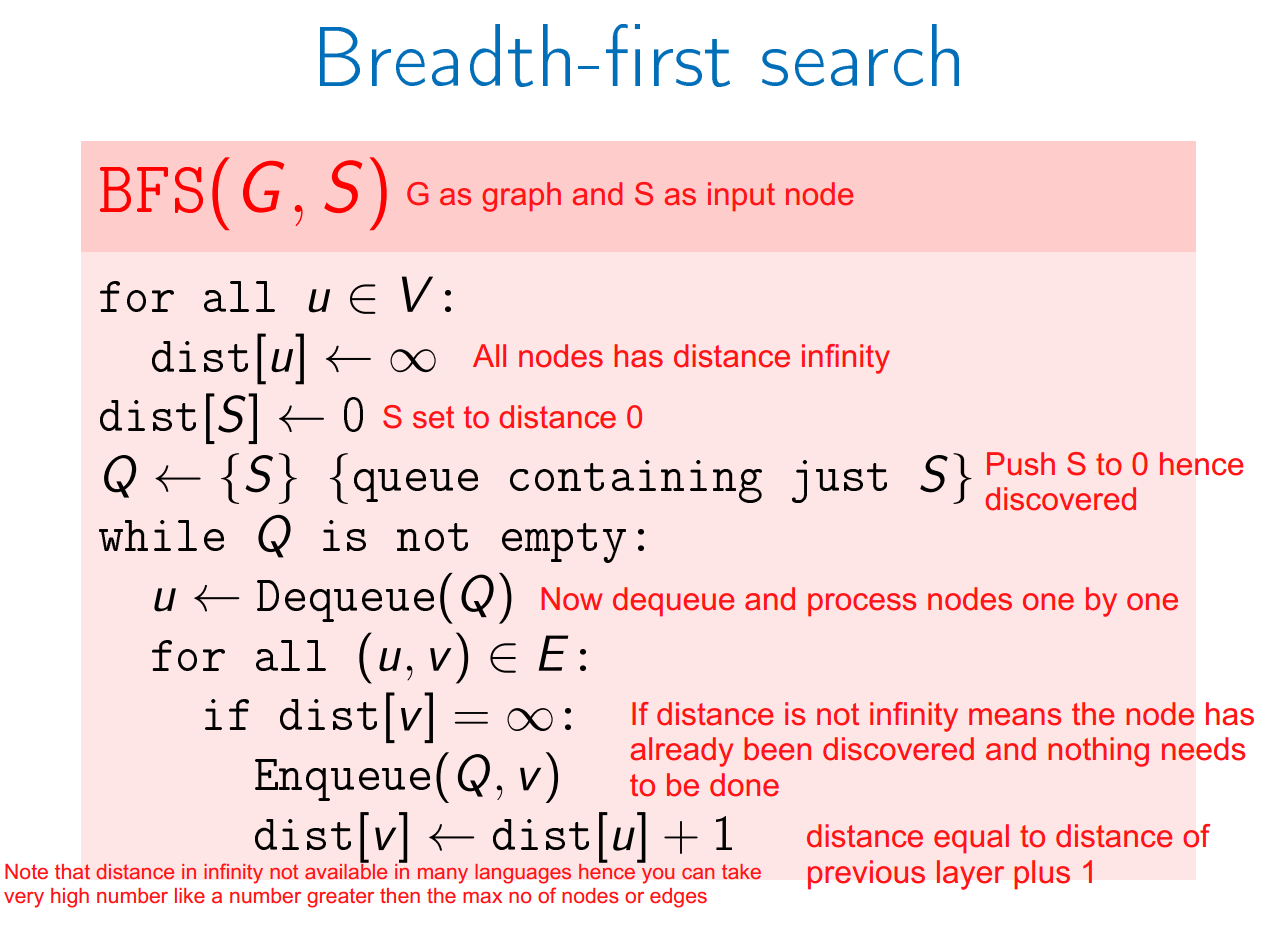 Breadth-first search
BFS(G, S) G as graph and S as input node
for all u ∈ V:
dist[u] ← ∞ All nodes has distance infinity
dist[S] ← 0 S set to distance 0
Q ← {S} {queue containing just S} Push S to 0 hence
discovered
while Q is not empty:
u ← Dequeue(Q) Now dequeue and process nodes one by one
for all (u, v) ∈ E:
if dist[v] = ∞: If distance is not infinity means the node has
already been discovered and nothing needs
Enqueue(Q, v) to be done
dist[v] ← dist[u] + 1 distance equal to distance of
previous layer plus 1
Note that distance in infinity not available in many languages hence you can take
very high number like a number greater then the max no of nodes or edges